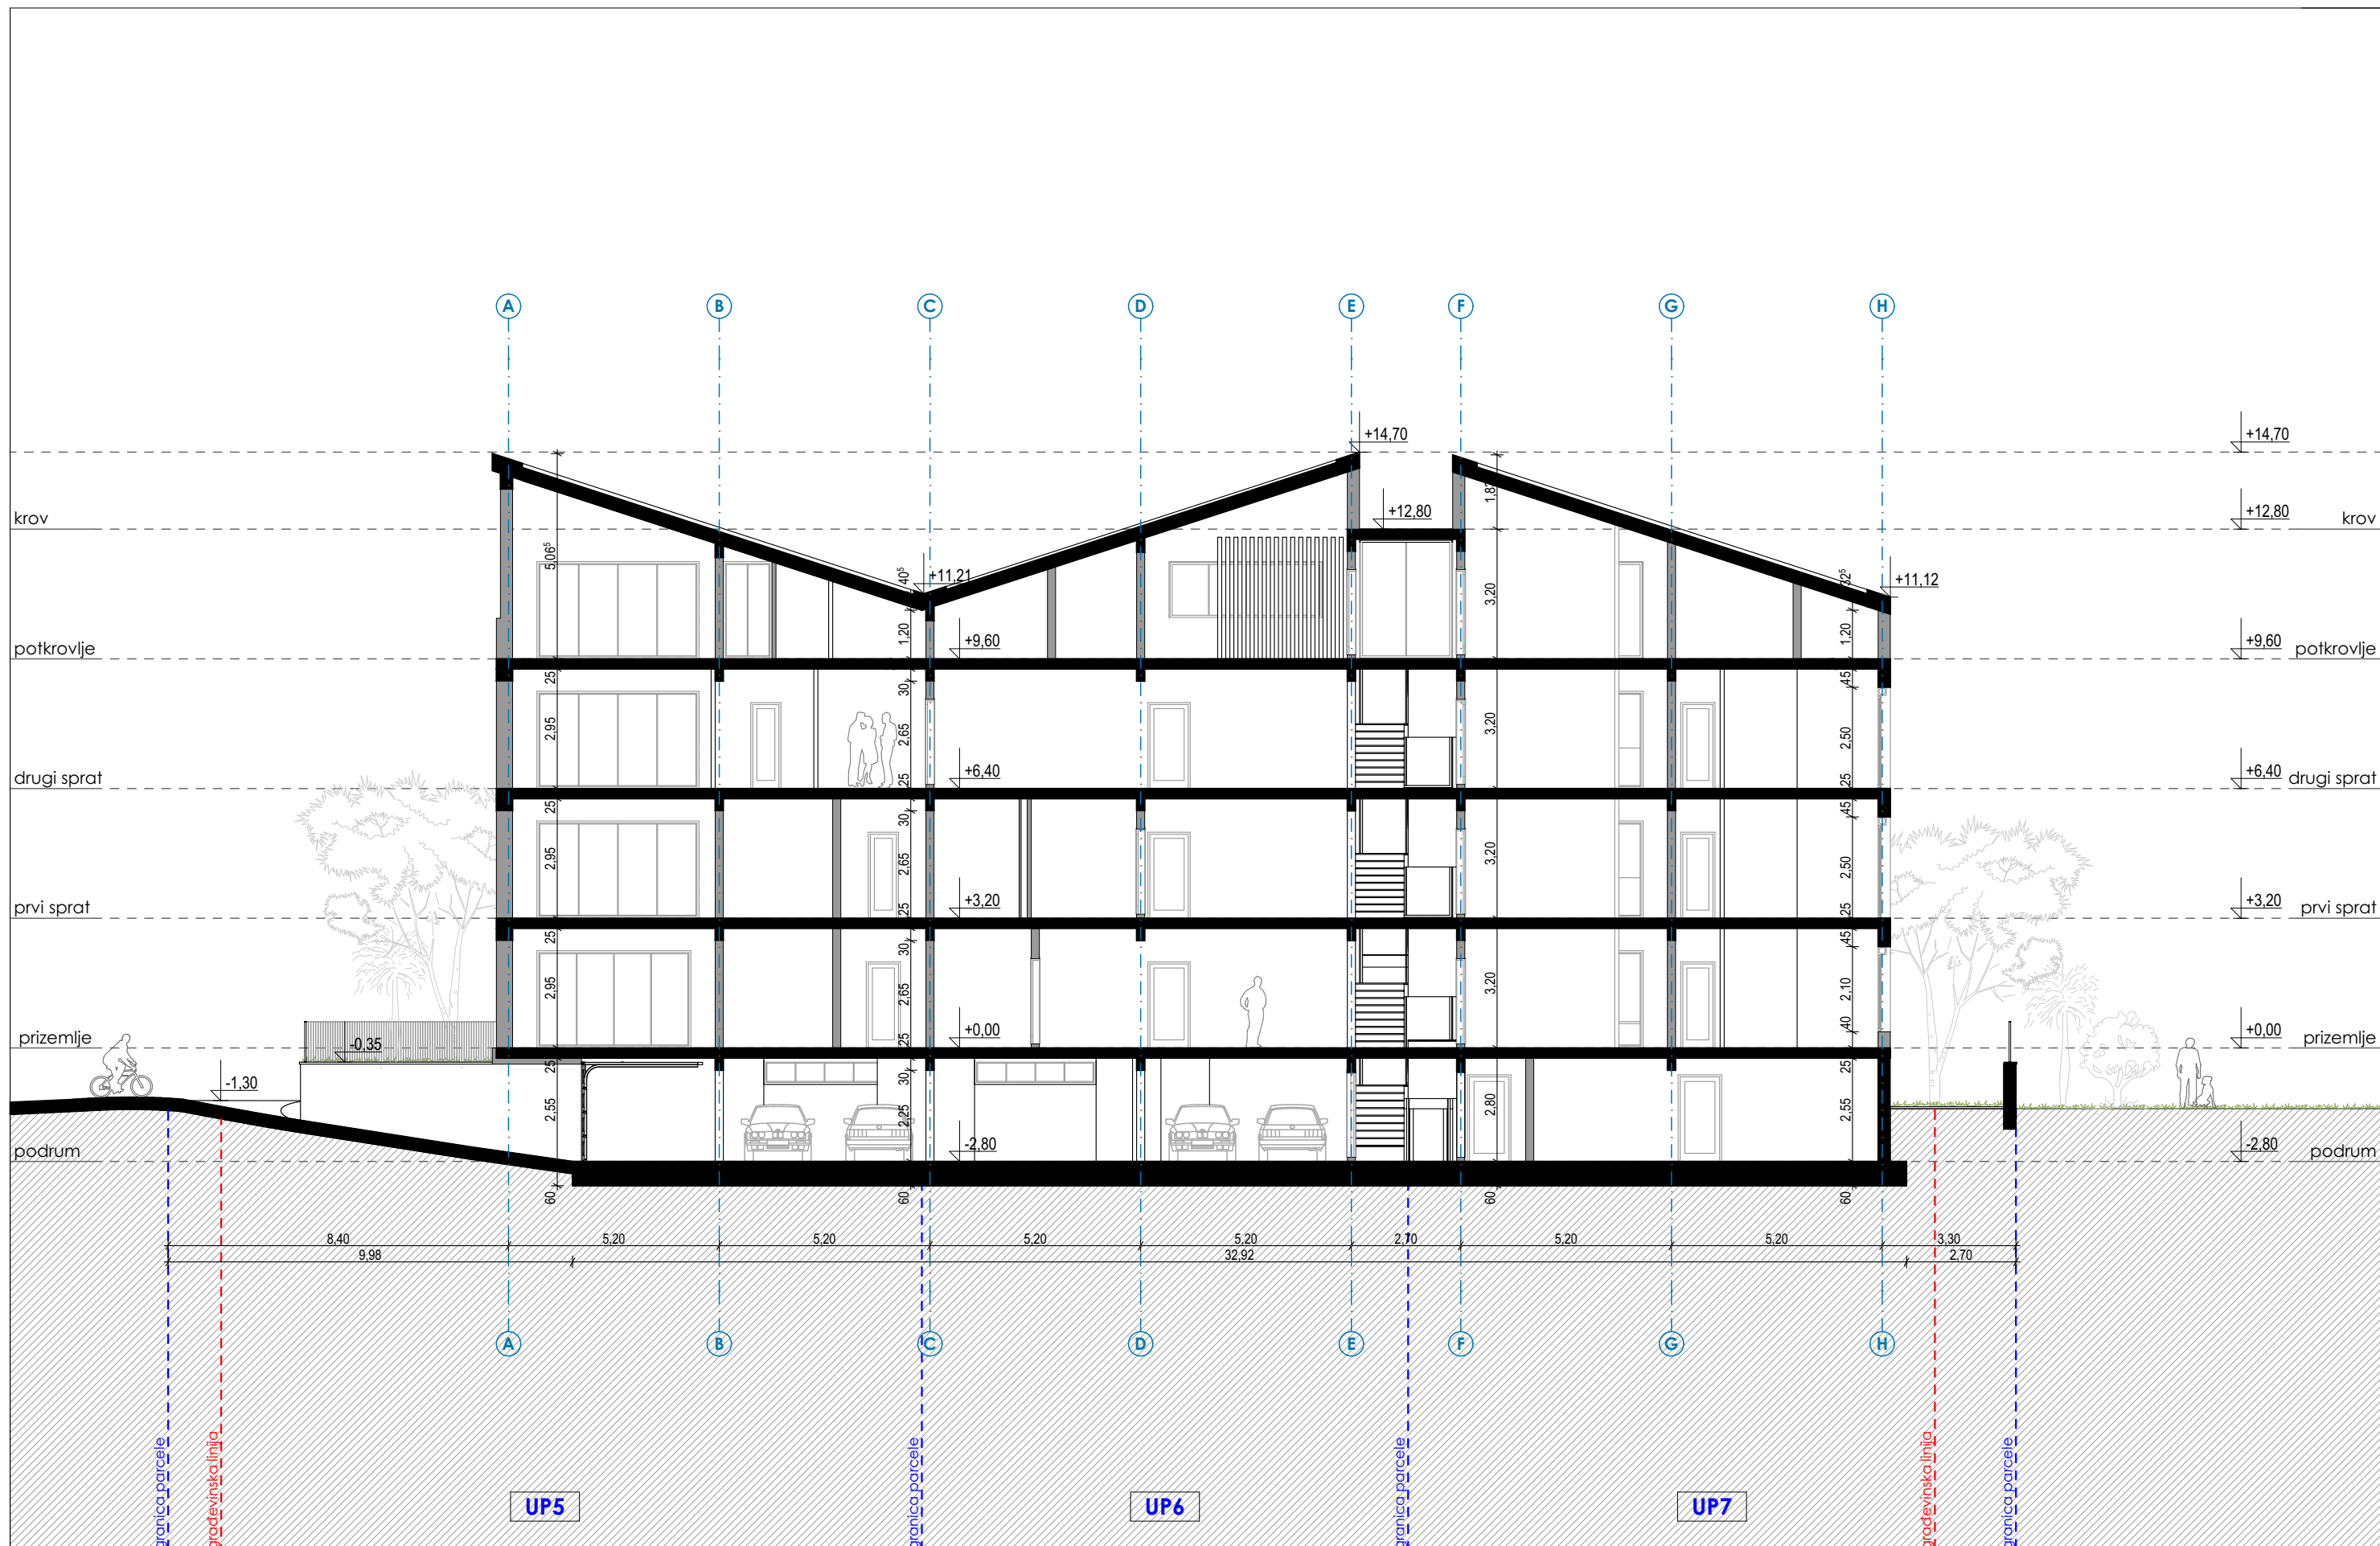 A B C D E F G H
+14,70 +14,70
krov +12,80 +12,80 krov
1,8
5,06⁵ 40⁵ +11,21 3,20 32⁵ +11,12
1,20 1,20
potkrovlje +9,60 +9,60 potkrovlje
25 30 45
2,95 2,65 3,20 2,50
25 25
drugi sprat +6,40 +6,40 drugi sprat
25 30 45
2,95 2,65 3,20 2,50
25 25
prvi sprat +3,20 +3,20 prvi sprat
25 30 45
2,95 2,65 3,20 2,10
25 40
prizemlje -0,35 +0,00 +0,00 prizemlje
25 30 25
-1,30
2,55 2,25 2,80 2,55
podrum -2,80 -2,80 podrum
60 60 60 60
8,40 5,20 5,20 5,20 5,20 2,70 5,20 5,20 3,30
9,98 32,92 2,70
A B C D E F G H
granica parcele
građevinska linija
granica parcele
granica parcele
građevinska linija
granica parcele
UP5 UP6 UP7